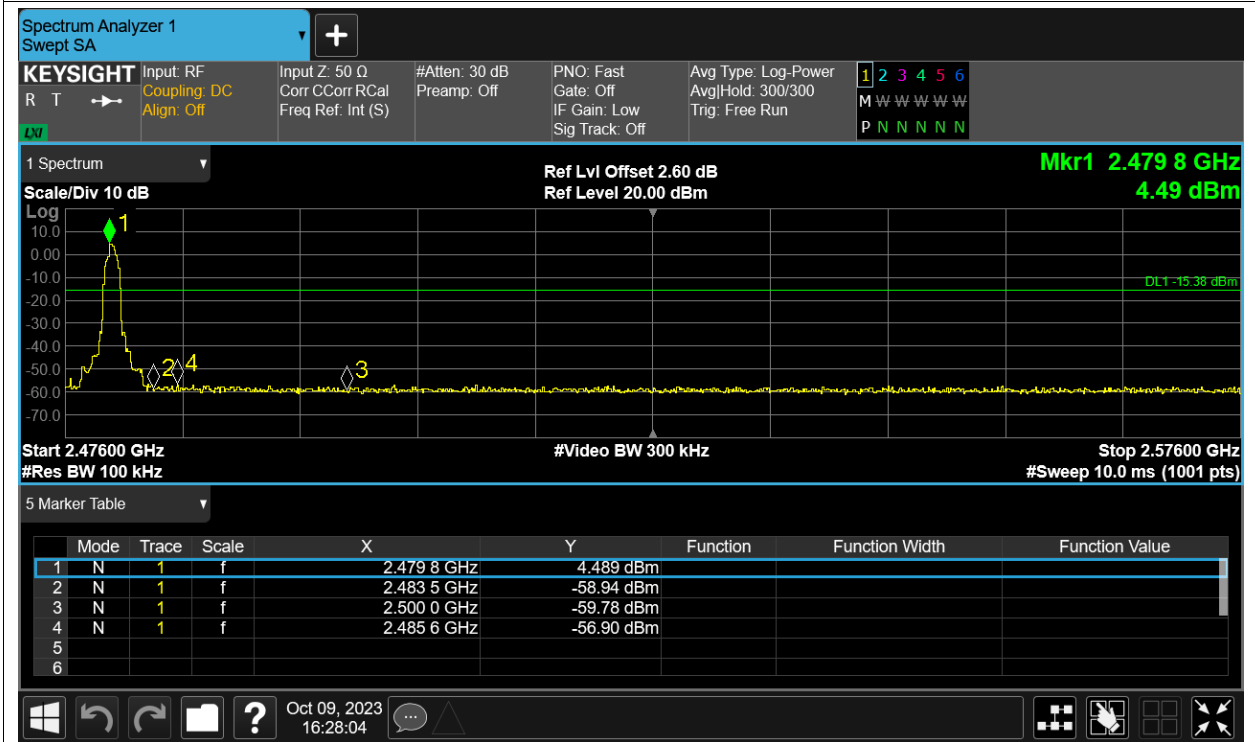 Spectrum Analyzer 1
Swept SA
+
KEYSIGHT
R T
LXI
Input: RF
Coupling: DC
Align: Off
Input Z: 50 Ω
Corr CCorr RCal
Freq Ref: Int (S)
#Atten: 30 dB
Preamp: Off
PNO: Fast
Gate: Off
IF Gain: Low
Sig Track: Off
Avg Type: Log-Power
Avg|Hold: 300/300
Trig: Free Run
1 2 3 4 5 6
M W W W W W
P N N N N N
1 Spectrum
Scale/Div 10 dB
Ref Lvl Offset 2.60 dB
Ref Level 20.00 dBm
Mkr1 2.479 8 GHz
4.49 dBm
Log
10.0
0.00
-10.0
-20.0
-30.0
-40.0
-50.0
-60.0
-70.0
1
2
4
3
DL1 -15.38 dBm
Start 2.47600 GHz
#Video BW 300 kHz
Stop 2.57600 GHz
#Res BW 100 kHz
#Sweep 10.0 ms (1001 pts)
5 Marker Table
Mode Trace Scale X Y Function Function Width Function Value
1 N 1 f 2.479 8 GHz 4.489 dBm
2 N 1 f 2.483 5 GHz -58.94 dBm
3 N 1 f 2.500 0 GHz -59.78 dBm
4 N 1 f 2.485 6 GHz -56.90 dBm
5
6
?
Oct 09, 2023
16:28:04